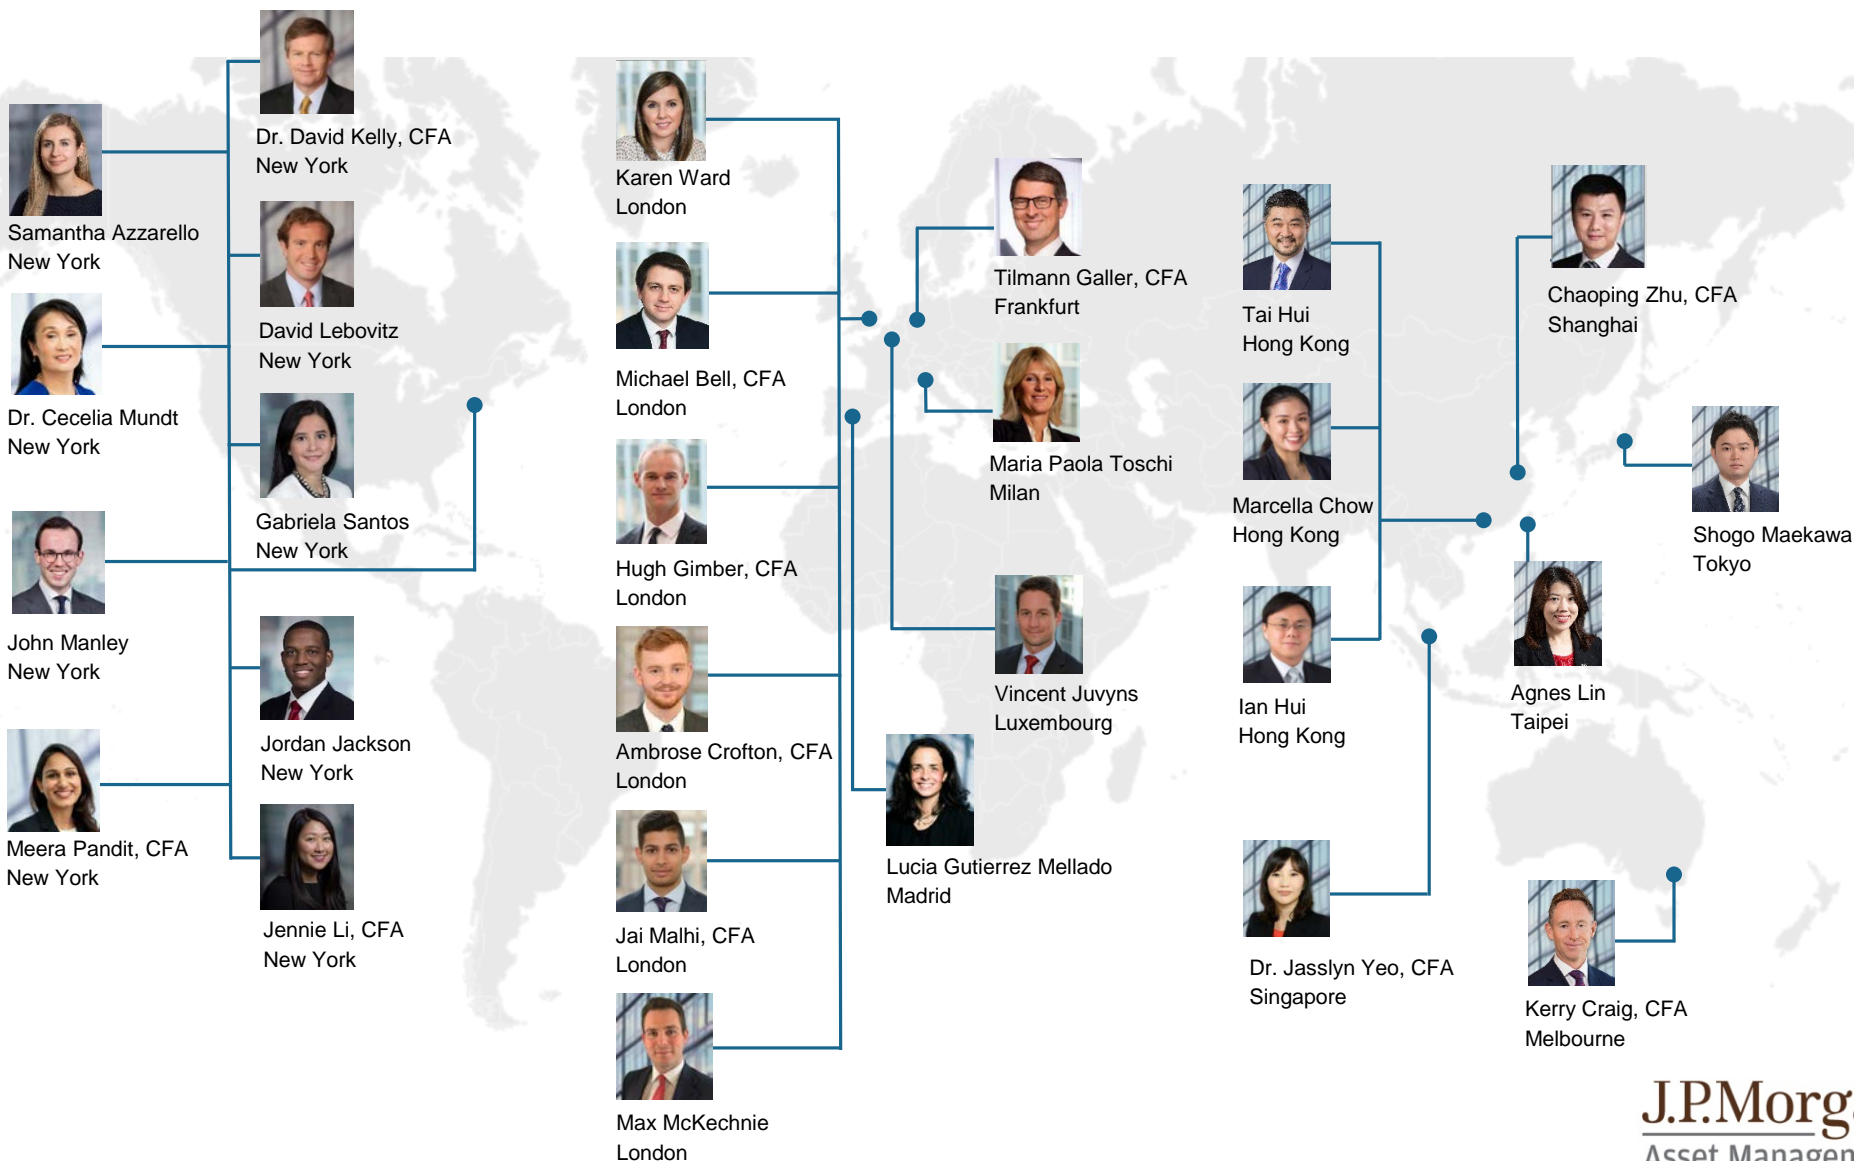 Dr. David Kelly, CFA
New York
Samantha Azzarello
New York
David Lebovitz
New York
Dr. Cecelia Mundt
New York
Gabriela Santos
New York
John Manley
New York
Jordan Jackson
New York
Meera Pandit, CFA
New York
Jennie Li, CFA
New York
Karen Ward
London
Michael Bell, CFA
London
Hugh Gimber, CFA
London
Ambrose Crofton, CFA
London
Jai Malhi, CFA
London
Max McKechnie
London
Tilmann Galler, CFA
Frankfurt
Maria Paola Toschi
Milan
Vincent Juvyns
Luxembourg
Lucia Gutierrez Mellado
Madrid
Tai Hui
Hong Kong
Marcella Chow
Hong Kong
Ian Hui
Hong Kong
Dr. Jasslyn Yeo, CFA
Singapore
Chaoping Zhu, CFA
Shanghai
Shogo Maekawa
Tokyo
Agnes Lin
Taipei
Kerry Craig, CFA
Melbourne
J.P.Morg
Asset Managem